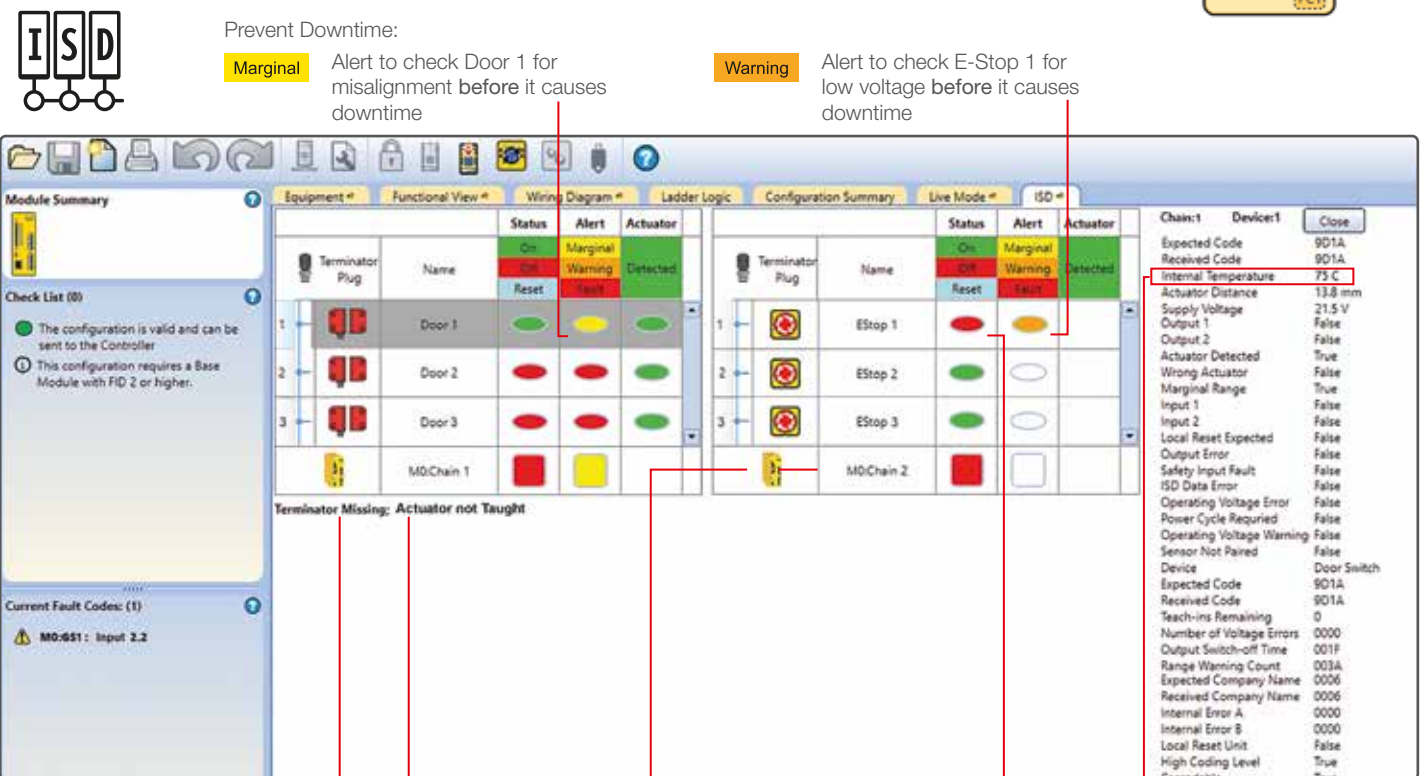 ISD
Prevent Downtime:
Marginal
Alert to check Door 1 for
misalignment before it causes
downtime
Warning
Alert to check E-Stop 1 for
low voltage before it causes
downtime
Module Summary
Check List (0)
The configuration is valid and can be
sent to the Controller
This configuration requires a Base
Module with FID 2 or higher.
Current Fault Codes: (1)
M0:GS1 : Input 2.2
Equipment Functional View Wiring Diagram Ladder Logic Configuration Summary Live Mode ISD
Terminator Plug Name Status Alert Actuator
On Marginal Detected
Off Warning
Reset Fault
1 Door 1
2 Door 2
3 Door 3
M0:Chain 1
Terminator Missing; Actuator not Taught
Terminator Plug Name Status Alert Actuator
On Marginal Detected
Off Warning
Reset Fault
1 EStop 1
2 EStop 2
3 EStop 3
M0:Chain 2
Chain:1 Device:1 Close
Expected Code 9D1A
Received Code 9D1A
Internal Temperature 75 C
Actuator Distance 13.8 mm
Supply Voltage 21.5 V
Output 1 False
Output 2 False
Actuator Detected True
Wrong Actuator False
Marginal Range True
Input 1 False
Input 2 False
Local Reset Expected False
Output Error False
Safety Input Fault False
ISD Data Error False
Operating Voltage Error False
Power Cycle Requried False
Operating Voltage Warning False
Sensor Not Paired False
Device Door Switch
Expected Code 9D1A
Received Code 9D1A
Teach-ins Remaining 0
Number of Voltage Errors 0000
Output Switch-off Time 001F
Range Warning Count 003A
Expected Company Name 0006
Received Company Name 0006
Internal Error A 0000
Internal Error B 0000
Local Reset Unit False
High Coding Level True